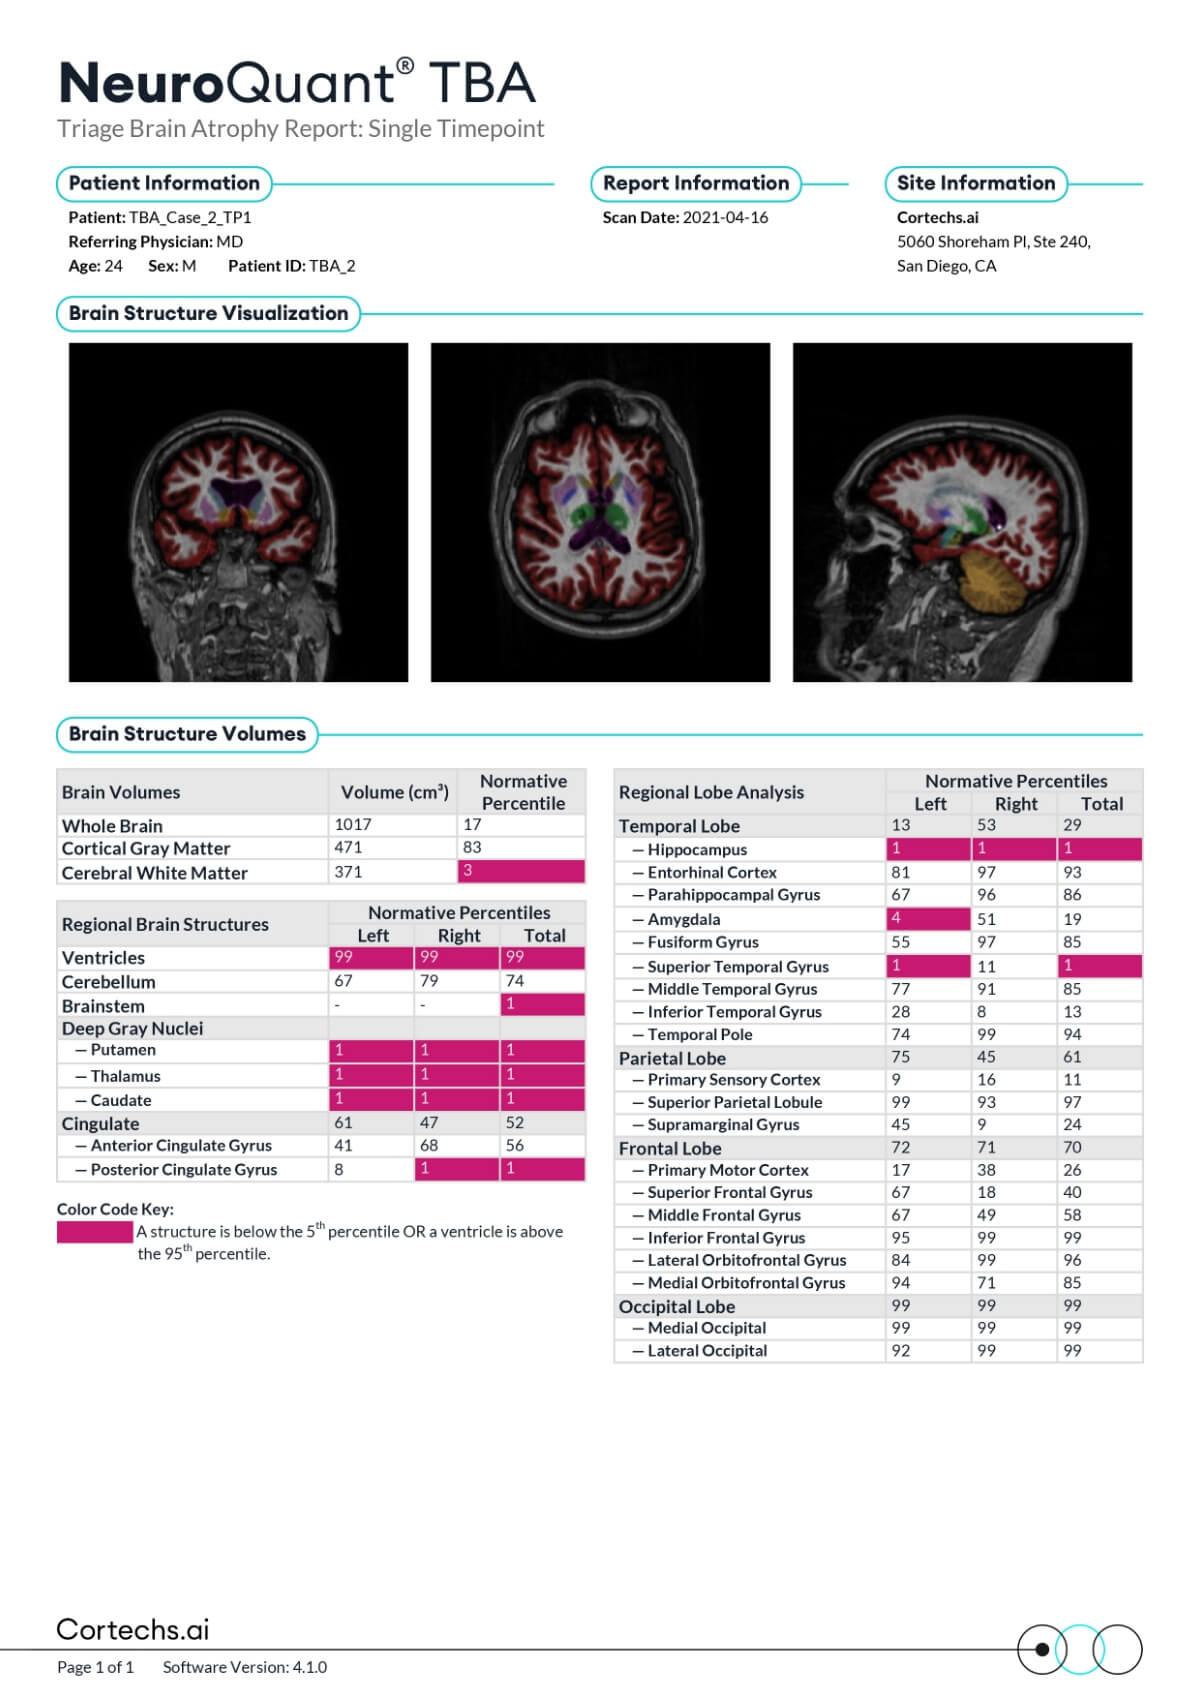 NeuroQuant® TBA
Triage Brain Atrophy Report: Single Timepoint
Patient Information
Patient: TBA_Case_2_TP1
Referring Physician: MD
Age: 24 Sex: M Patient ID: TBA_2
Report Information
Scan Date: 2021-04-16
Site Information
Cortechs.ai
5060 Shoreham Pl, Ste 240,
San Diego, CA
Brain Structure Visualization
Brain Structure Volumes
Brain Volumes Volume (cm³) Normative Percentile
Whole Brain 1017 17
Cortical Gray Matter 471 83
Cerebral White Matter 371 3
Regional Brain Structures Normative Percentiles
Left Right Total
Ventricles 99 99 99
Cerebellum 67 79 74
Brainstem - - 1
Deep Gray Nuclei
— Putamen 1 1 1
— Thalamus 1 1 1
— Caudate 1 1 1
Cingulate 61 47 52
— Anterior Cingulate Gyrus 41 68 56
— Posterior Cingulate Gyrus 8 1 1
Color Code Key:
A structure is below the 5th percentile OR a ventricle is above
the 95th percentile.
Regional Lobe Analysis Normative Percentiles
Left Right Total
Temporal Lobe 13 53 29
— Hippocampus 1 1 1
— Entorhinal Cortex 81 97 93
— Parahippocampal Gyrus 67 96 86
— Amygdala 4 51 19
— Fusiform Gyrus 55 97 85
— Superior Temporal Gyrus 1 11 1
— Middle Temporal Gyrus 77 91 85
— Inferior Temporal Gyrus 28 8 13
— Temporal Pole 74 99 94
Parietal Lobe 75 45 61
— Primary Sensory Cortex 9 16 11
— Superior Parietal Lobule 99 93 97
— Supramarginal Gyrus 45 9 24
Frontal Lobe 72 71 70
— Primary Motor Cortex 17 38 26
— Superior Frontal Gyrus 67 18 40
— Middle Frontal Gyrus 67 49 58
— Inferior Frontal Gyrus 95 99 99
— Lateral Orbitofrontal Gyrus 84 99 96
— Medial Orbitofrontal Gyrus 94 71 85
Occipital Lobe 99 99 99
— Medial Occipital 99 99 99
— Lateral Occipital 92 99 99
Cortechs.ai
Page 1 of 1 Software Version: 4.1.0